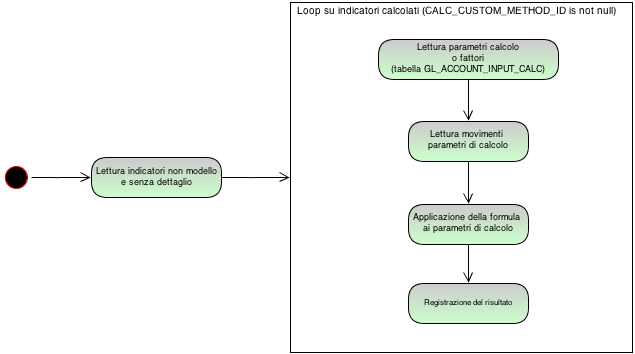 Loop su indicatori calcolati (CALC_CUSTOM_METHOD_ID is not null)
Lettura parametri calcolo
o fattori
(tabella GL_ACCOUNT_INPUT_CALC)
Lettura movimenti
parametri di calcolo
Lettura indicatori non modello
e senza dettaglio
Applicazione della formula
ai parametri di calcolo
Registrazione del risultato